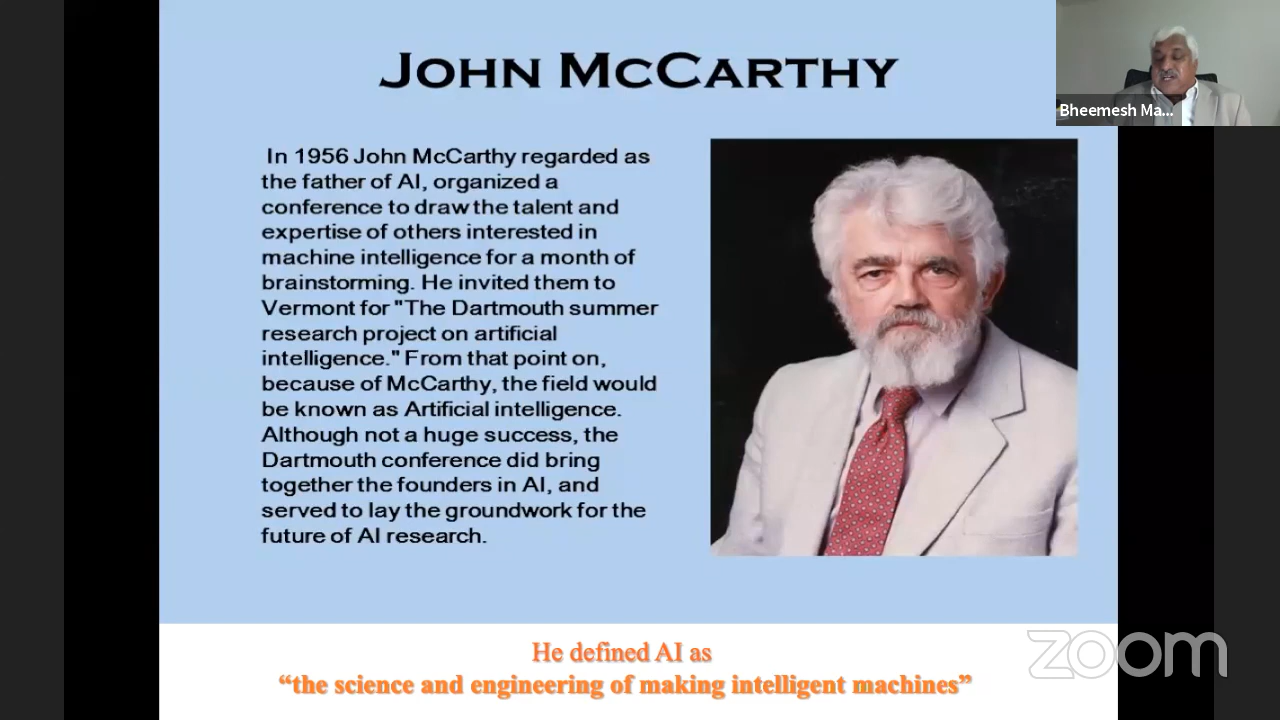 JOHN MCCARTHY
Bheemesh Ma...
In 1956 John McCarthy regarded as
the father of AI, organized a
conference to draw the talent and
expertise of others interested in
machine intelligence for a month of
brainstorming. He invited them to
Vermont for "The Dartmouth summer
research project on artificial
intelligence." From that point on,
because of McCarthy, the field would
be known as Artificial intelligence.
Although not a huge success, the
Dartmouth conference did bring
together the founders in AI, and
served to lay the groundwork for the
future of AI research.
He defined AI as
“the science and engineering of making intelligent machines”
zoom